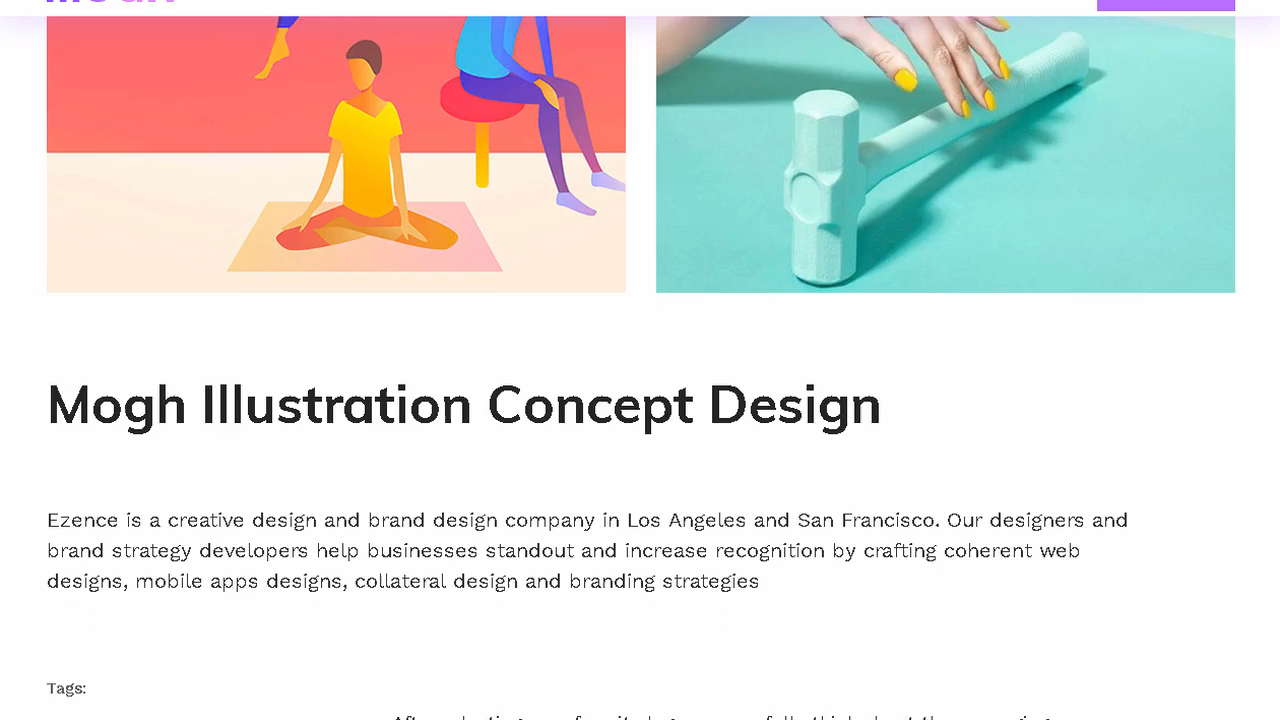 Mogh Illustration Concept Design
Ezence is a creative design and brand design company in Los Angeles and San Francisco. Our designers and
brand strategy developers help businesses standout and increase recognition by crafting coherent web
designs, mobile apps designs, collateral design and branding strategies
Tags: